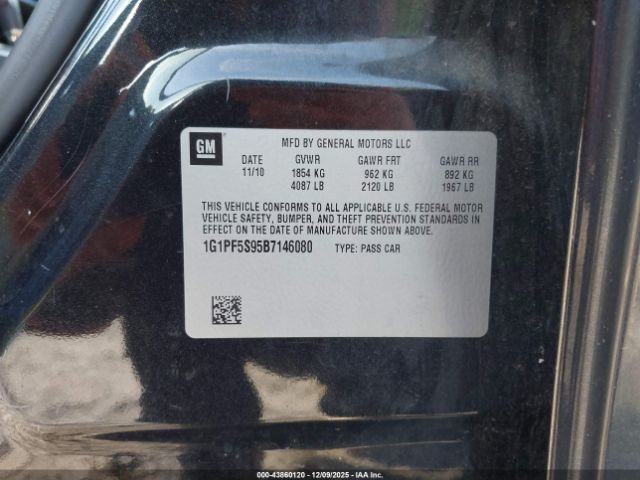 GM
MFD BY GENERAL MOTORS LLC
DATE GVWR GAWR FRT GAWR RR
11/10 1854 KG 962 KG 892 KG
4087 LB 2120 LB 1967 LB
THIS VEHICLE CONFORMS TO ALL APPLICABLE U.S. FEDERAL MOTOR
VEHICLE SAFETY, BUMPER, AND THEFT PREVENTION STANDARDS IN
EFFECT ON THE DATE OF MANUFACTURE SHOWN ABOVE.
1G1PF5S95B7146080 TYPE: PASS CAR
000-43860120 12/09/2025 - IAA Inc.